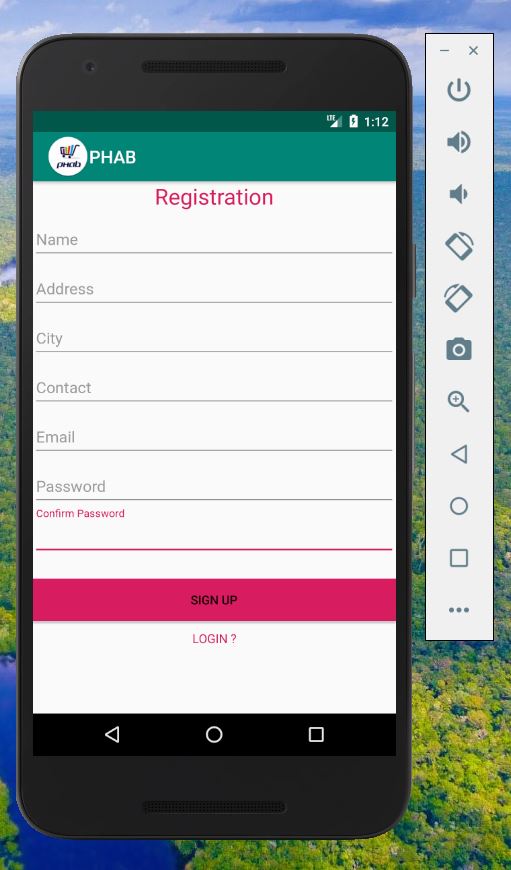 LTE 1:12
PHAB PHAB
Registration
Name
Address
City
Contact
Email
Password
Confirm Password
SIGN UP
LOGIN ?